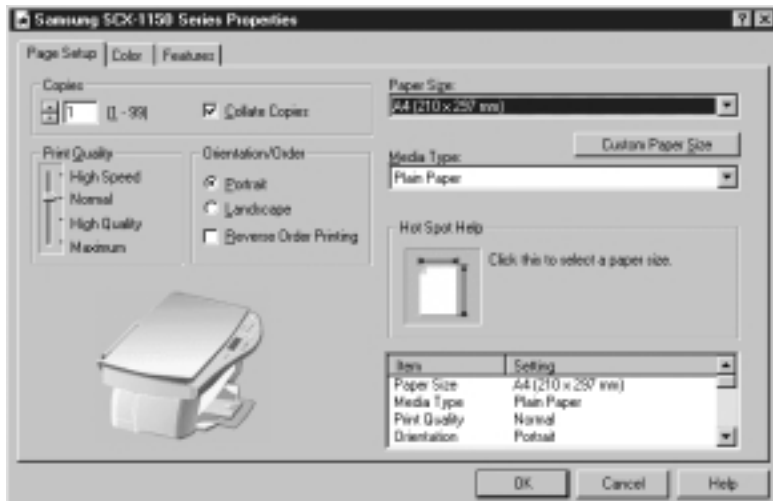 Samsung SCX-1150 Series Properties
Page Setup
Color
Features
Copies
1
(1 - 99)
Collate Copies
Print Quality
High Speed
Normal
High Quality
Maximum
Orientation/Order
Portrait
Landscape
Reverse Order Printing
Paper Size:
A4 (210 x 297 mm)
Custom Paper Size
Media Type:
Plain Paper
Hot Spot Help
Click this to select a paper size.
Item Setting
Paper Size A4 (210 x 297 mm)
Media Type Plain Paper
Print Quality Normal
Orientation Portrait
OK
Cancel
Help